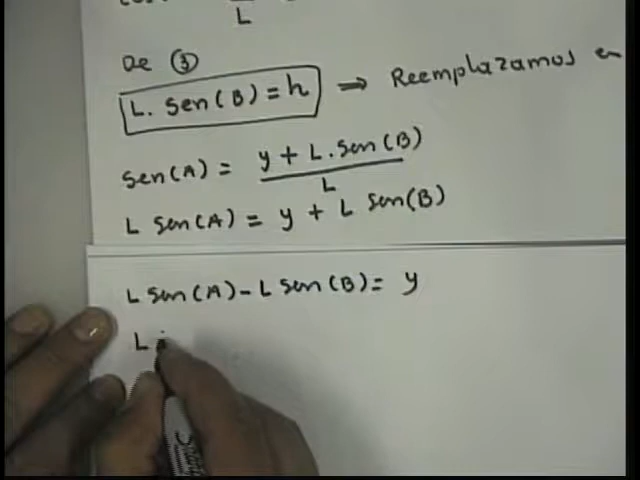 L
De ③
L. Sen(B) = h ⟹ Reemplazamos en
Sen(A) = y + L. Sen(B)
L
L Sen(A) = y + L Sen(B)
L Sen(A) - L Sen(B) = y
L